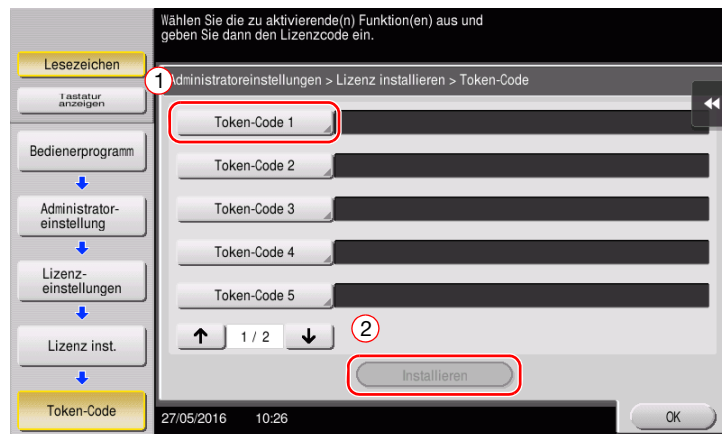 Wählen Sie die zu aktivierende(n) Funktion(en) aus und
geben Sie dann den Lizenzcode ein.
Lesezeichen
Tastatur
anzeigen
Bedienerprogramm
Administrator-
einstellung
Lizenz-
einstellungen
Lizenz inst.
Token-Code
1
Administratoreinstellungen > Lizenz installieren > Token-Code
Token-Code 1
Token-Code 2
Token-Code 3
Token-Code 4
Token-Code 5
1 / 2
2
Installieren
27/05/2016 10:26
OK